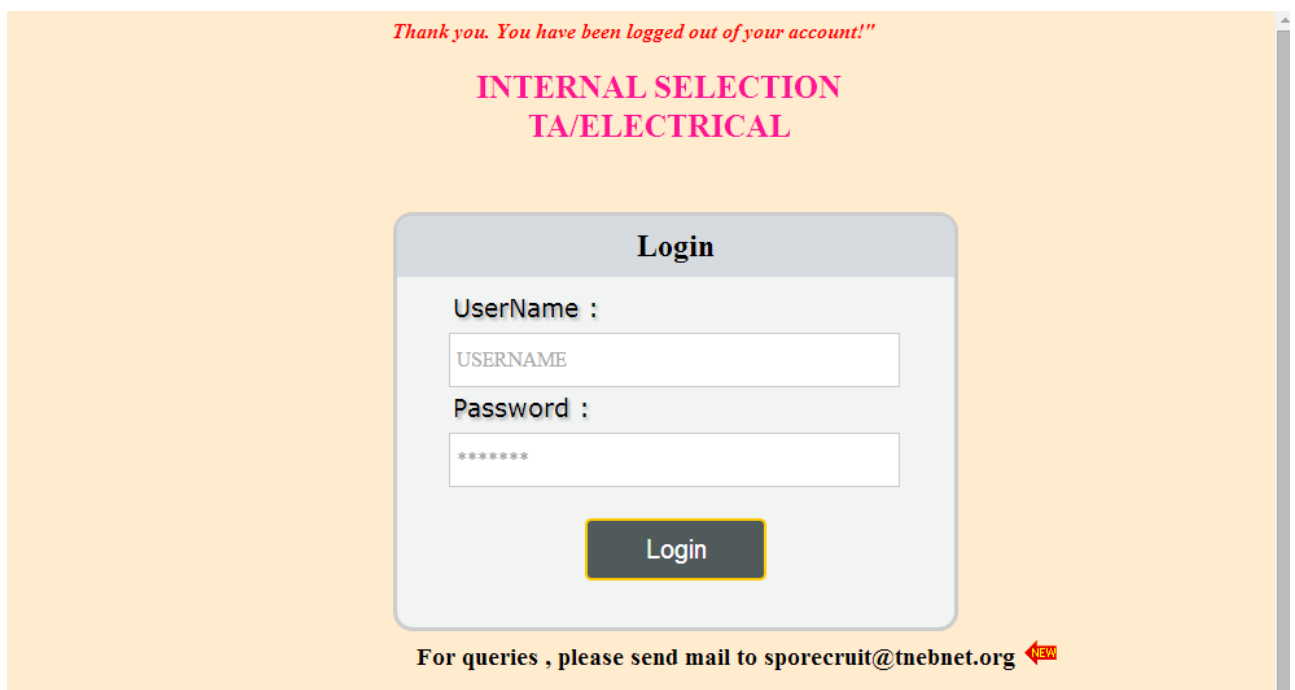 Thank you. You have been logged out of your account!"
INTERNAL SELECTION
TA/ELECTRICAL
Login
UserName :
USERNAME
Password :
*******
Login
For queries , please send mail to sporecruit@tnebnet.org NEW